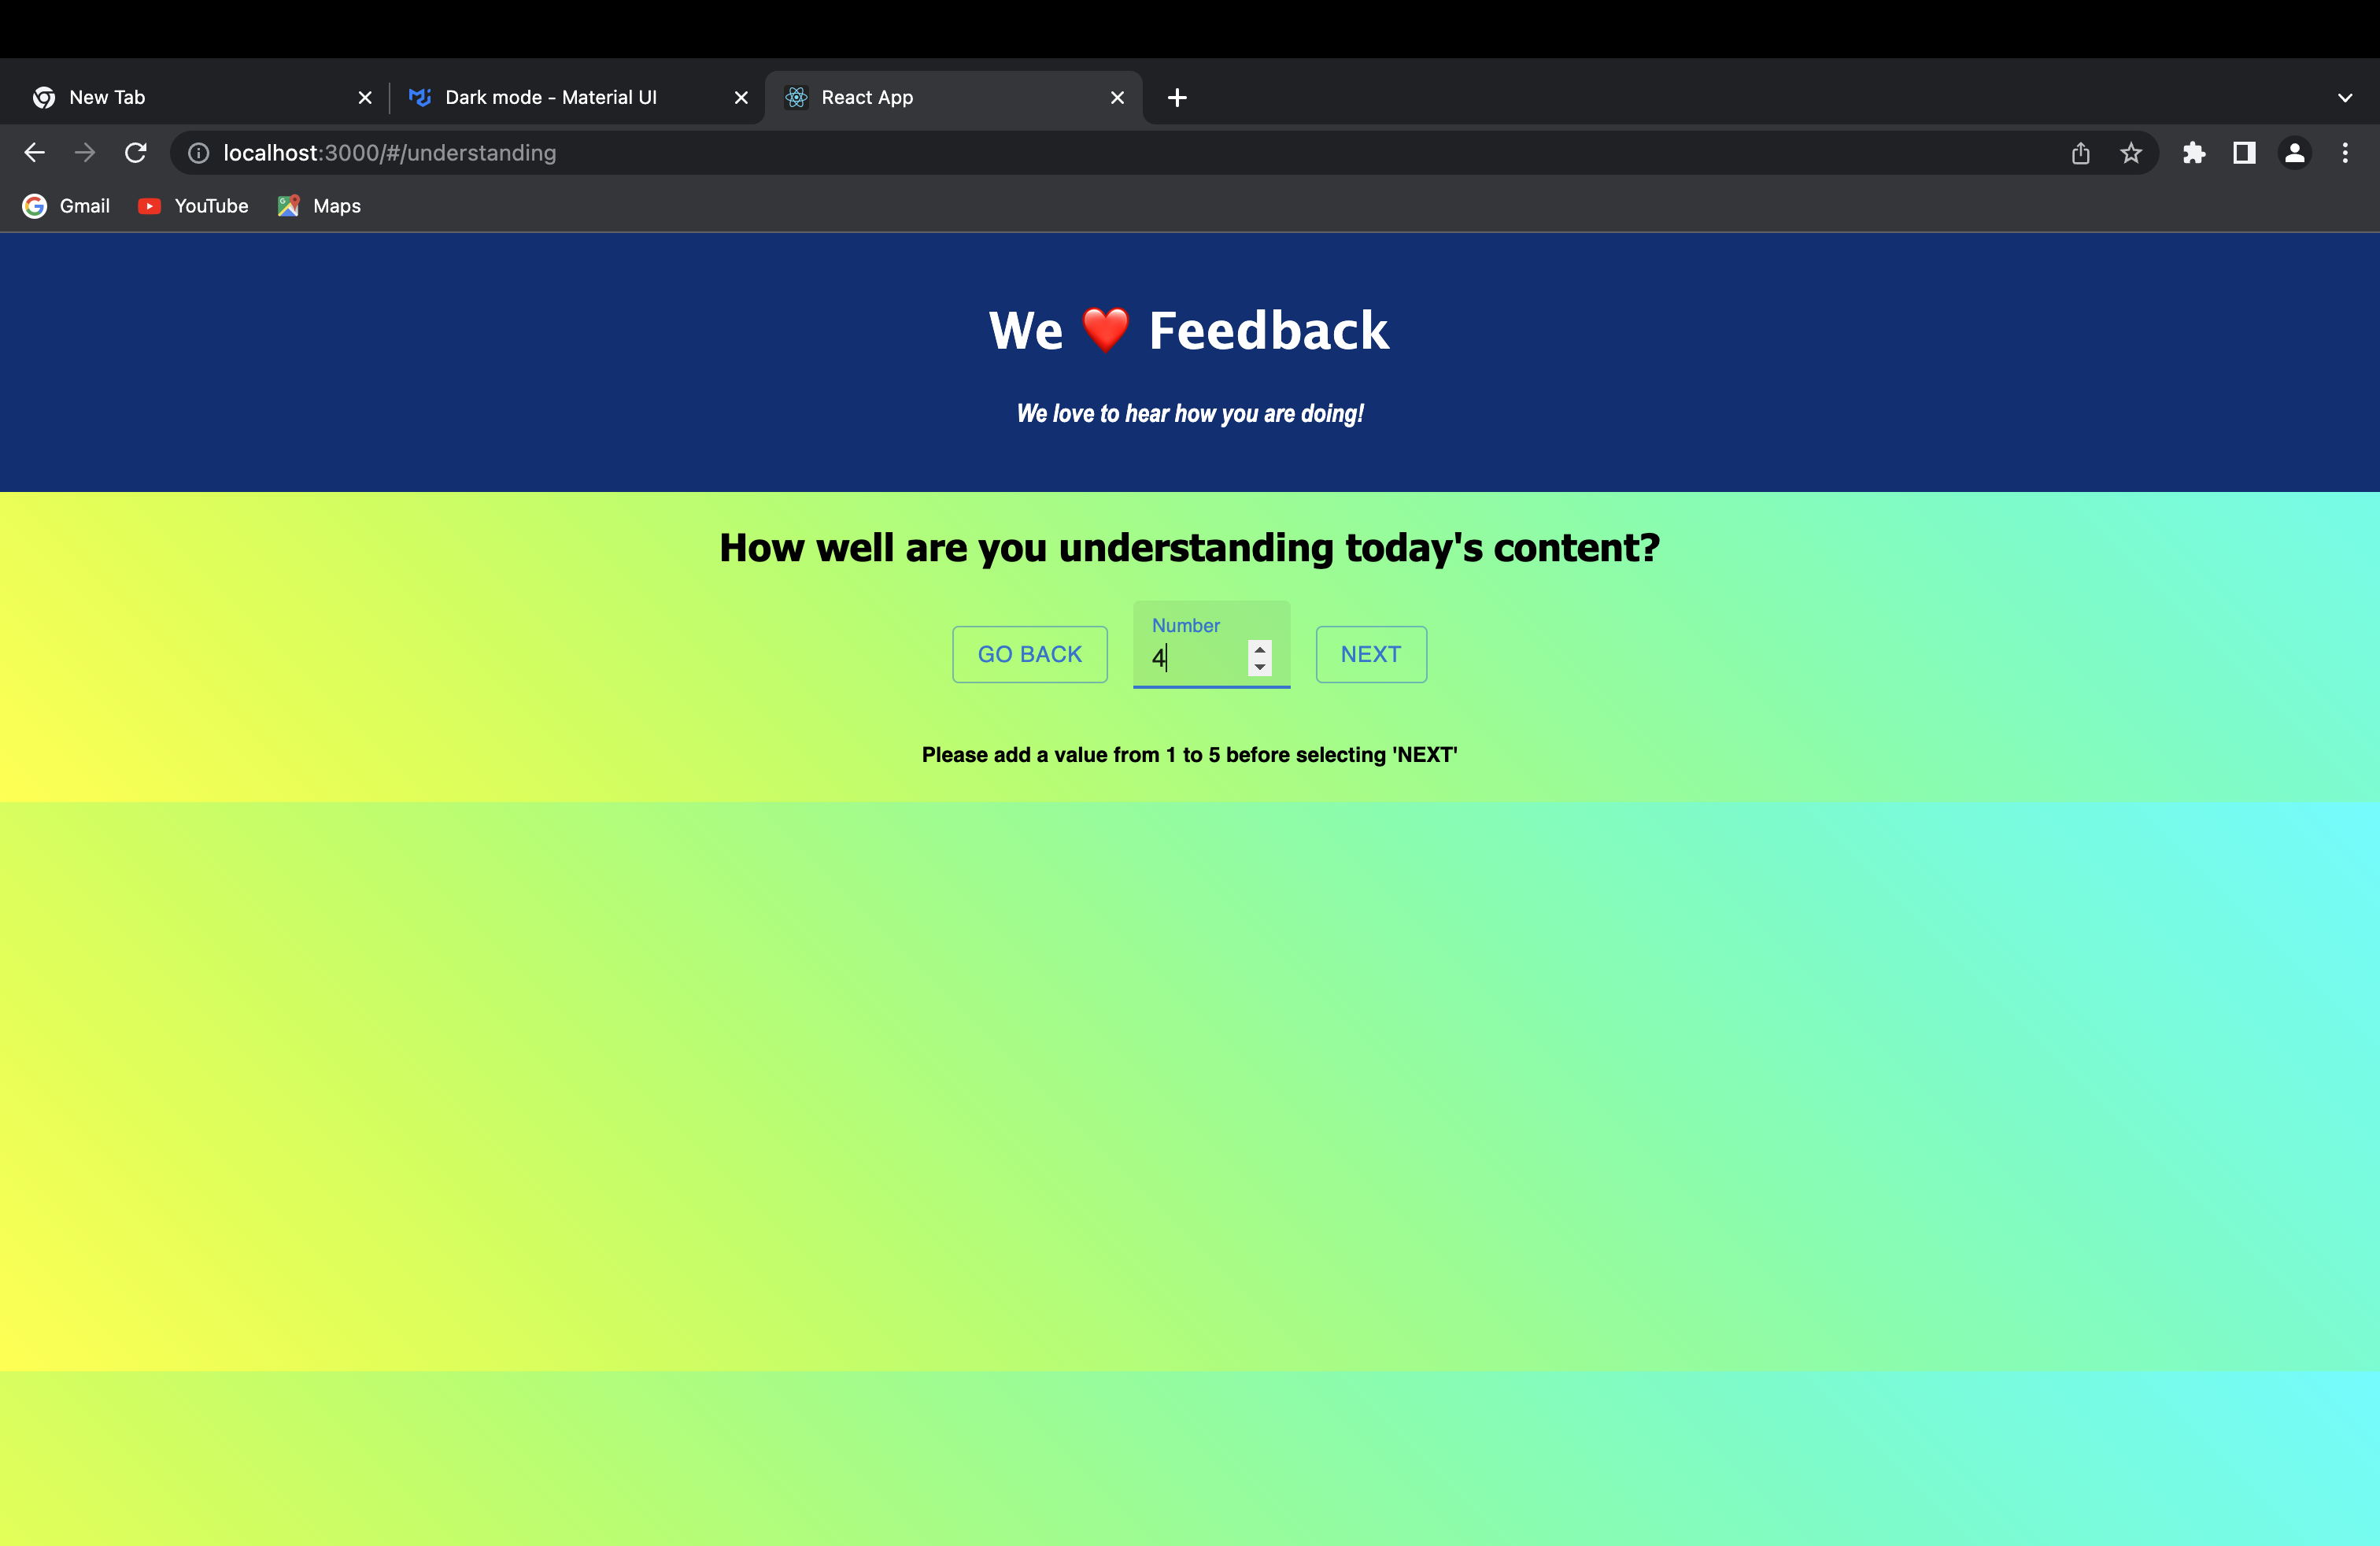 New Tab
Dark mode - Material UI
React App
localhost:3000/#/understanding
Gmail
YouTube
Maps
We ❤️ Feedback
We love to hear how you are doing!
How well are you understanding today's content?
GO BACK
Number
4
NEXT
Please add a value from 1 to 5 before selecting 'NEXT'